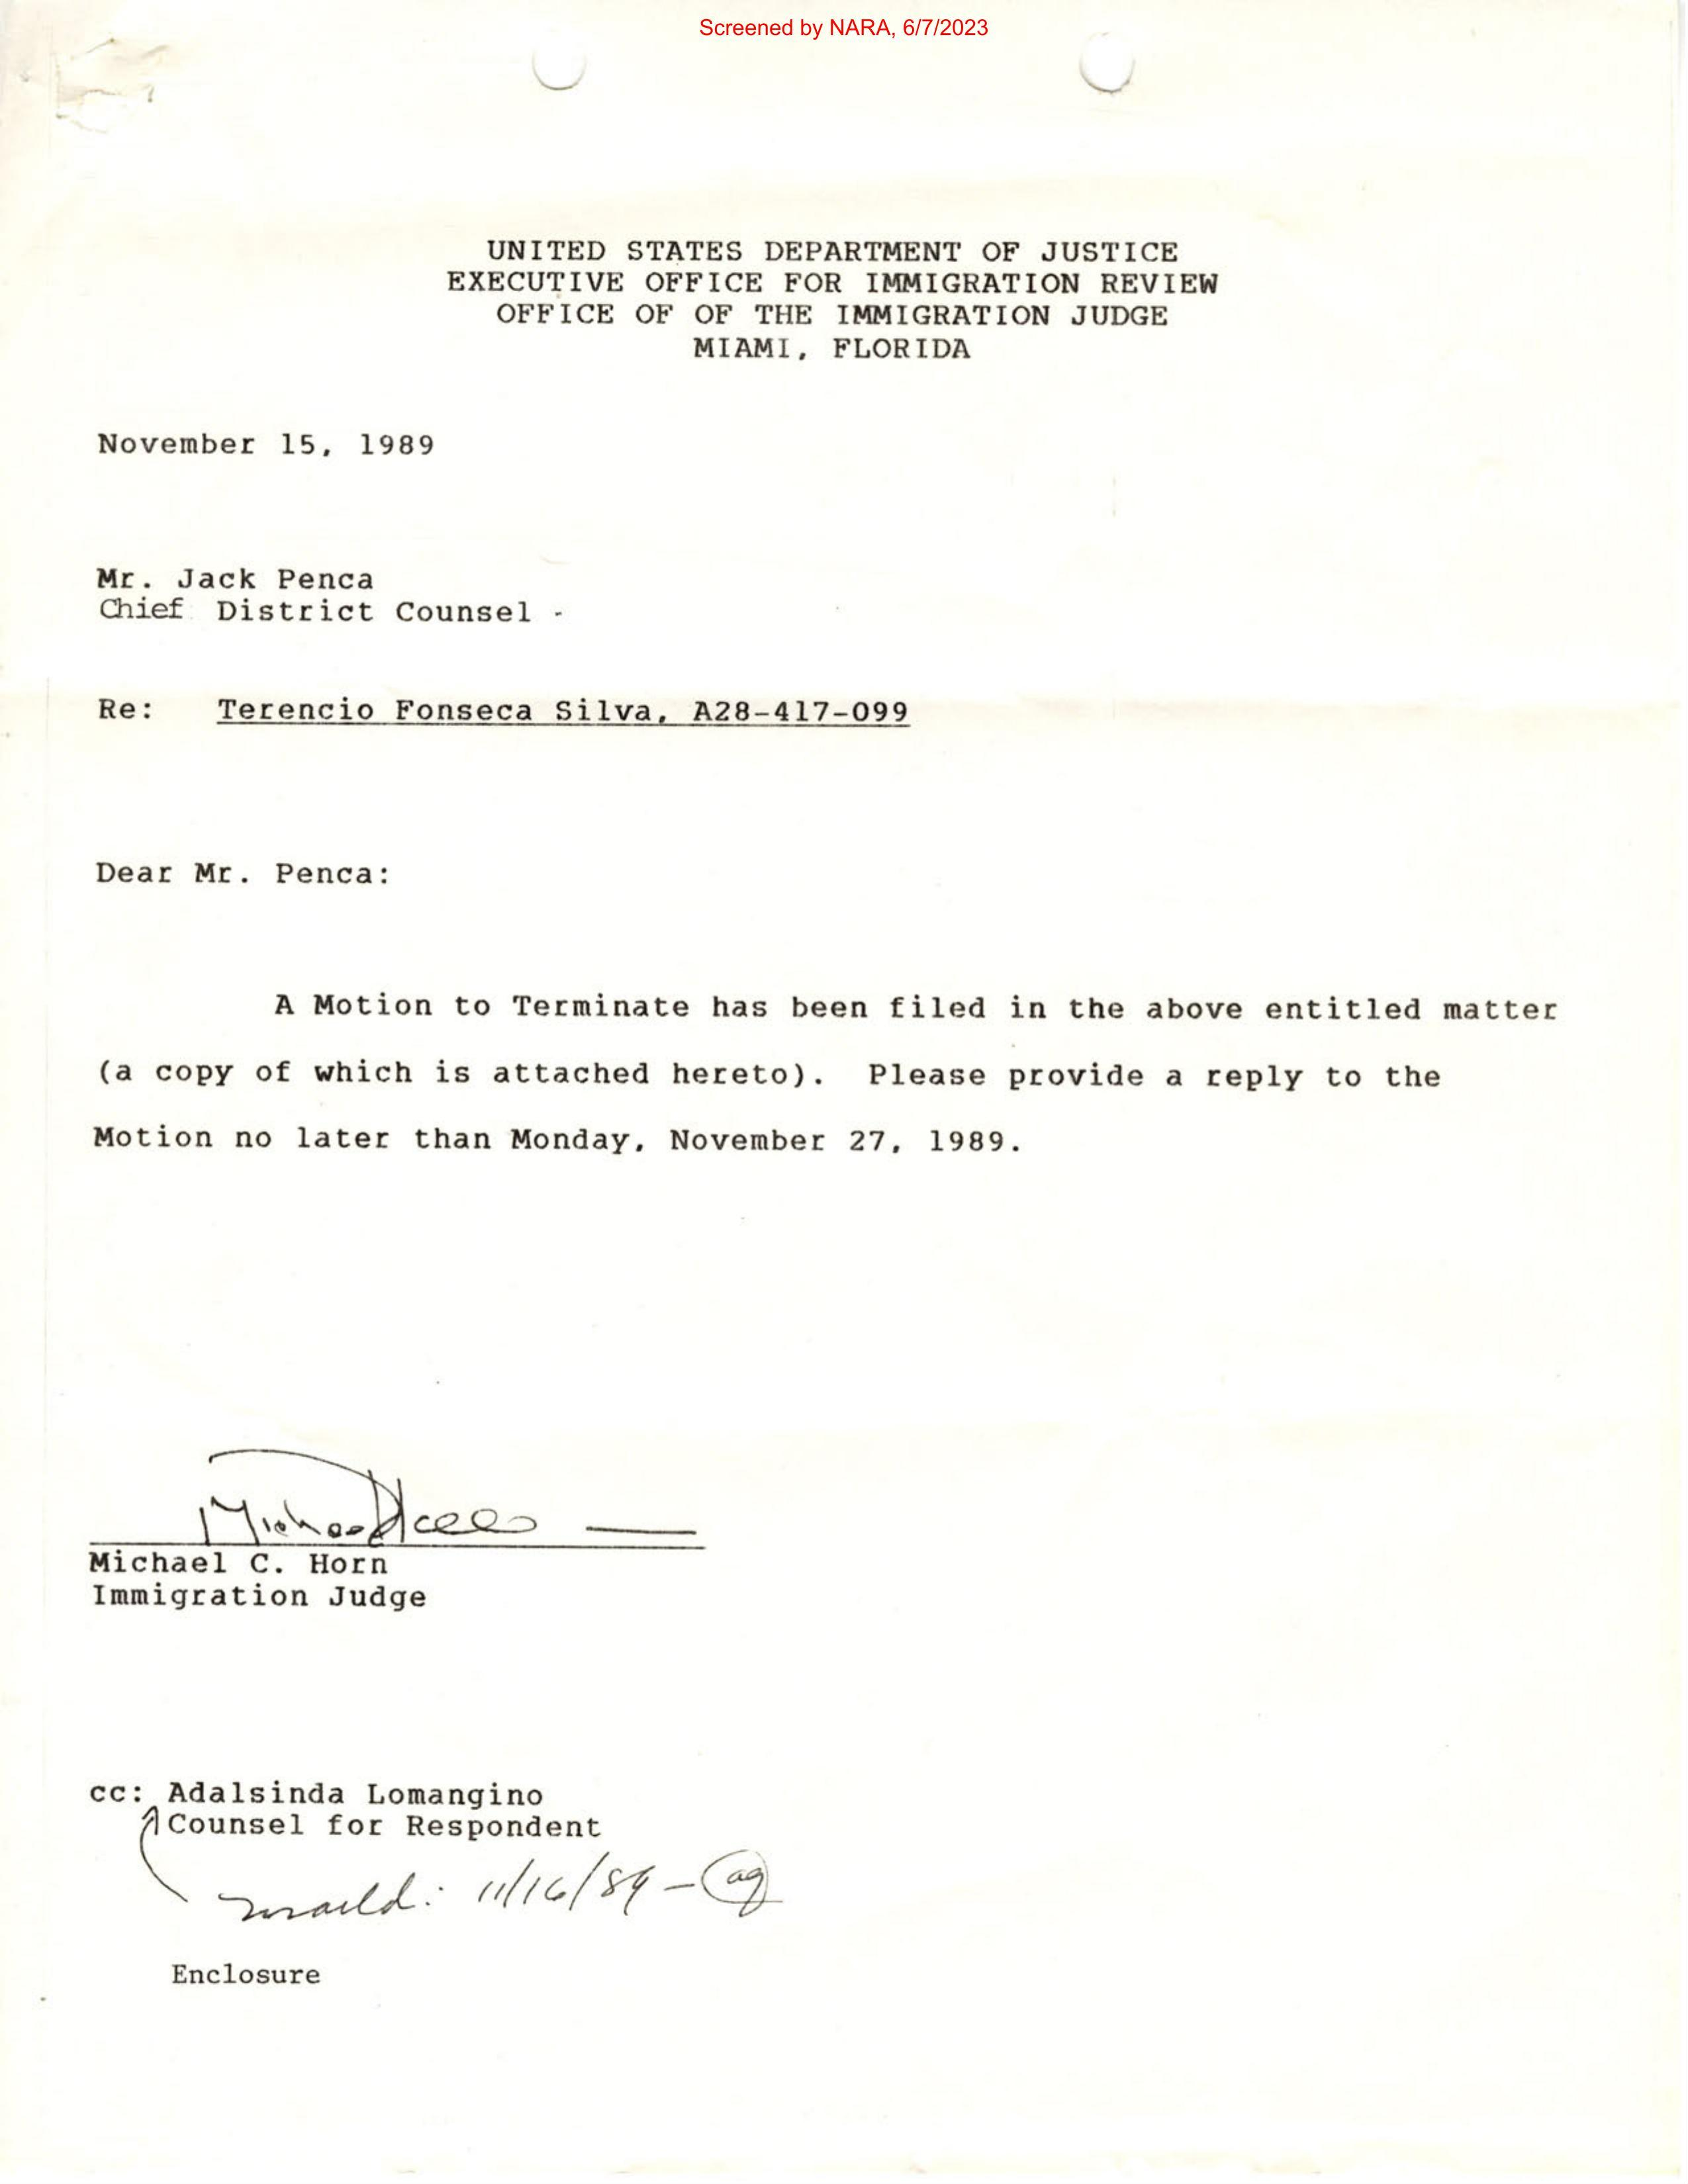 Screened by NARA, 6/7/2023
UNITED STATES DEPARTMENT OF JUSTICE
EXECUTIVE OFFICE FOR IMMIGRATION REVIEW
OFFICE OF OF THE IMMIGRATION JUDGE
MIAMI, FLORIDA
November 15, 1989
Mr. Jack Penca
Chief District Counsel -
Re: Terencio Fonseca Silva, A28-417-099
Dear Mr. Penca:
A Motion to Terminate has been filed in the above entitled matter
(a copy of which is attached hereto). Please provide a reply to the
Motion no later than Monday, November 27, 1989.
Michael C. Horn
Immigration Judge
cc: Adalsinda Lomangino
Counsel for Respondent
maild: 11/16/89 - ag
Enclosure